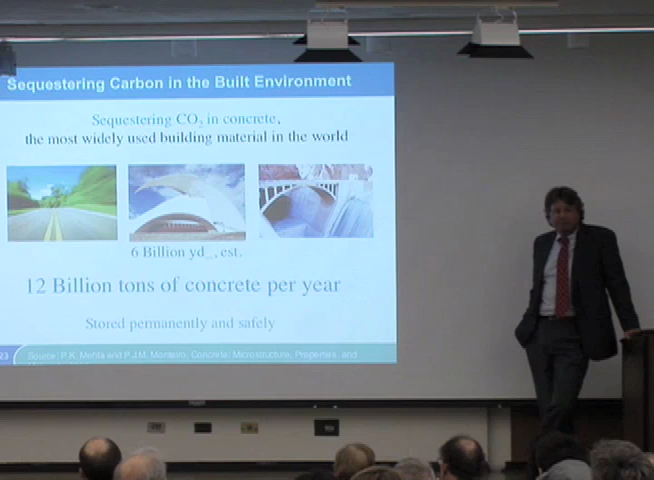 Sequestering Carbon in the Built Environment
Sequestering CO2 in concrete,
the most widely used building material in the world
6 Billion yd , est.
12 Billion tons of concrete per year
Stored permanently and safely
23 Source: P.K. Mehta and P.J.M. Monteiro, Concrete: Microstructure, Properties, and